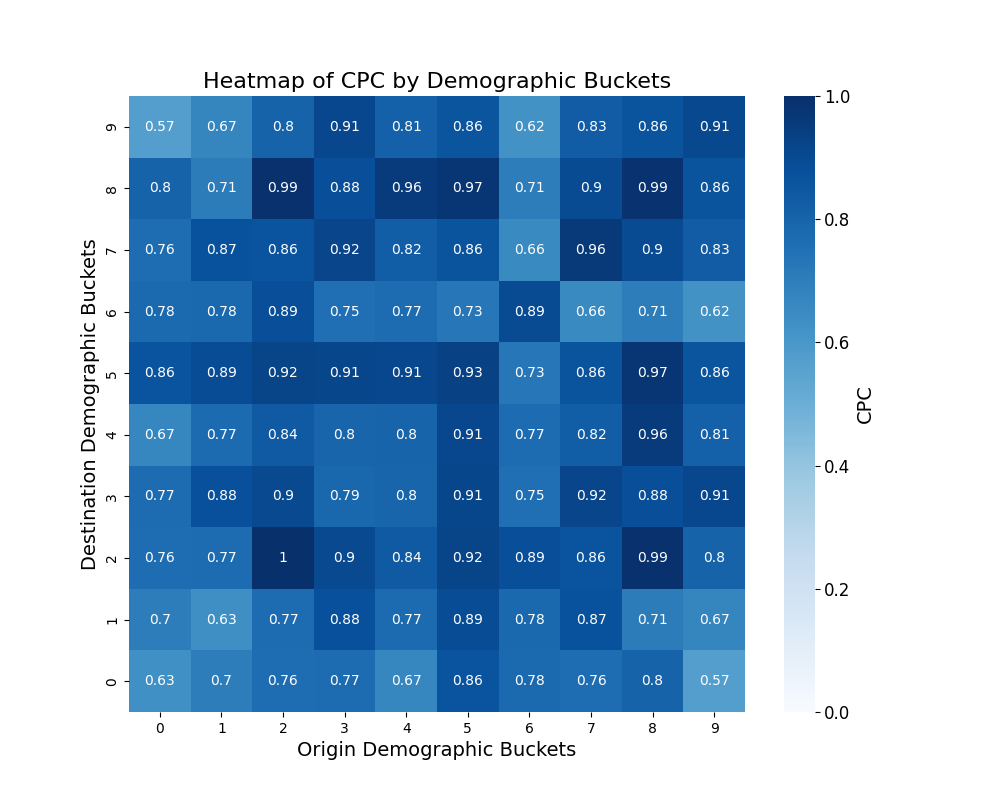 Heatmap of CPC by Demographic Buckets
9 0.57 0.67 0.8 0.91 0.81 0.86 0.62 0.83 0.86 0.91
8 0.8 0.71 0.99 0.88 0.96 0.97 0.71 0.9 0.99 0.86
7 0.76 0.87 0.86 0.92 0.82 0.86 0.66 0.96 0.9 0.83
6 0.78 0.78 0.89 0.75 0.77 0.73 0.89 0.66 0.71 0.62
5 0.86 0.89 0.92 0.91 0.91 0.93 0.73 0.86 0.97 0.86
4 0.67 0.77 0.84 0.8 0.8 0.91 0.77 0.82 0.96 0.81
3 0.77 0.88 0.9 0.79 0.8 0.91 0.75 0.92 0.88 0.91
2 0.76 0.77 1 0.9 0.84 0.92 0.89 0.86 0.99 0.8
1 0.7 0.63 0.77 0.88 0.77 0.89 0.78 0.87 0.71 0.67
0 0.63 0.7 0.76 0.77 0.67 0.86 0.78 0.76 0.8 0.57
0 1 2 3 4 5 6 7 8 9
Origin Demographic Buckets
Destination Demographic Buckets
1.0
0.8
0.6
0.4
0.2
0.0
CPC